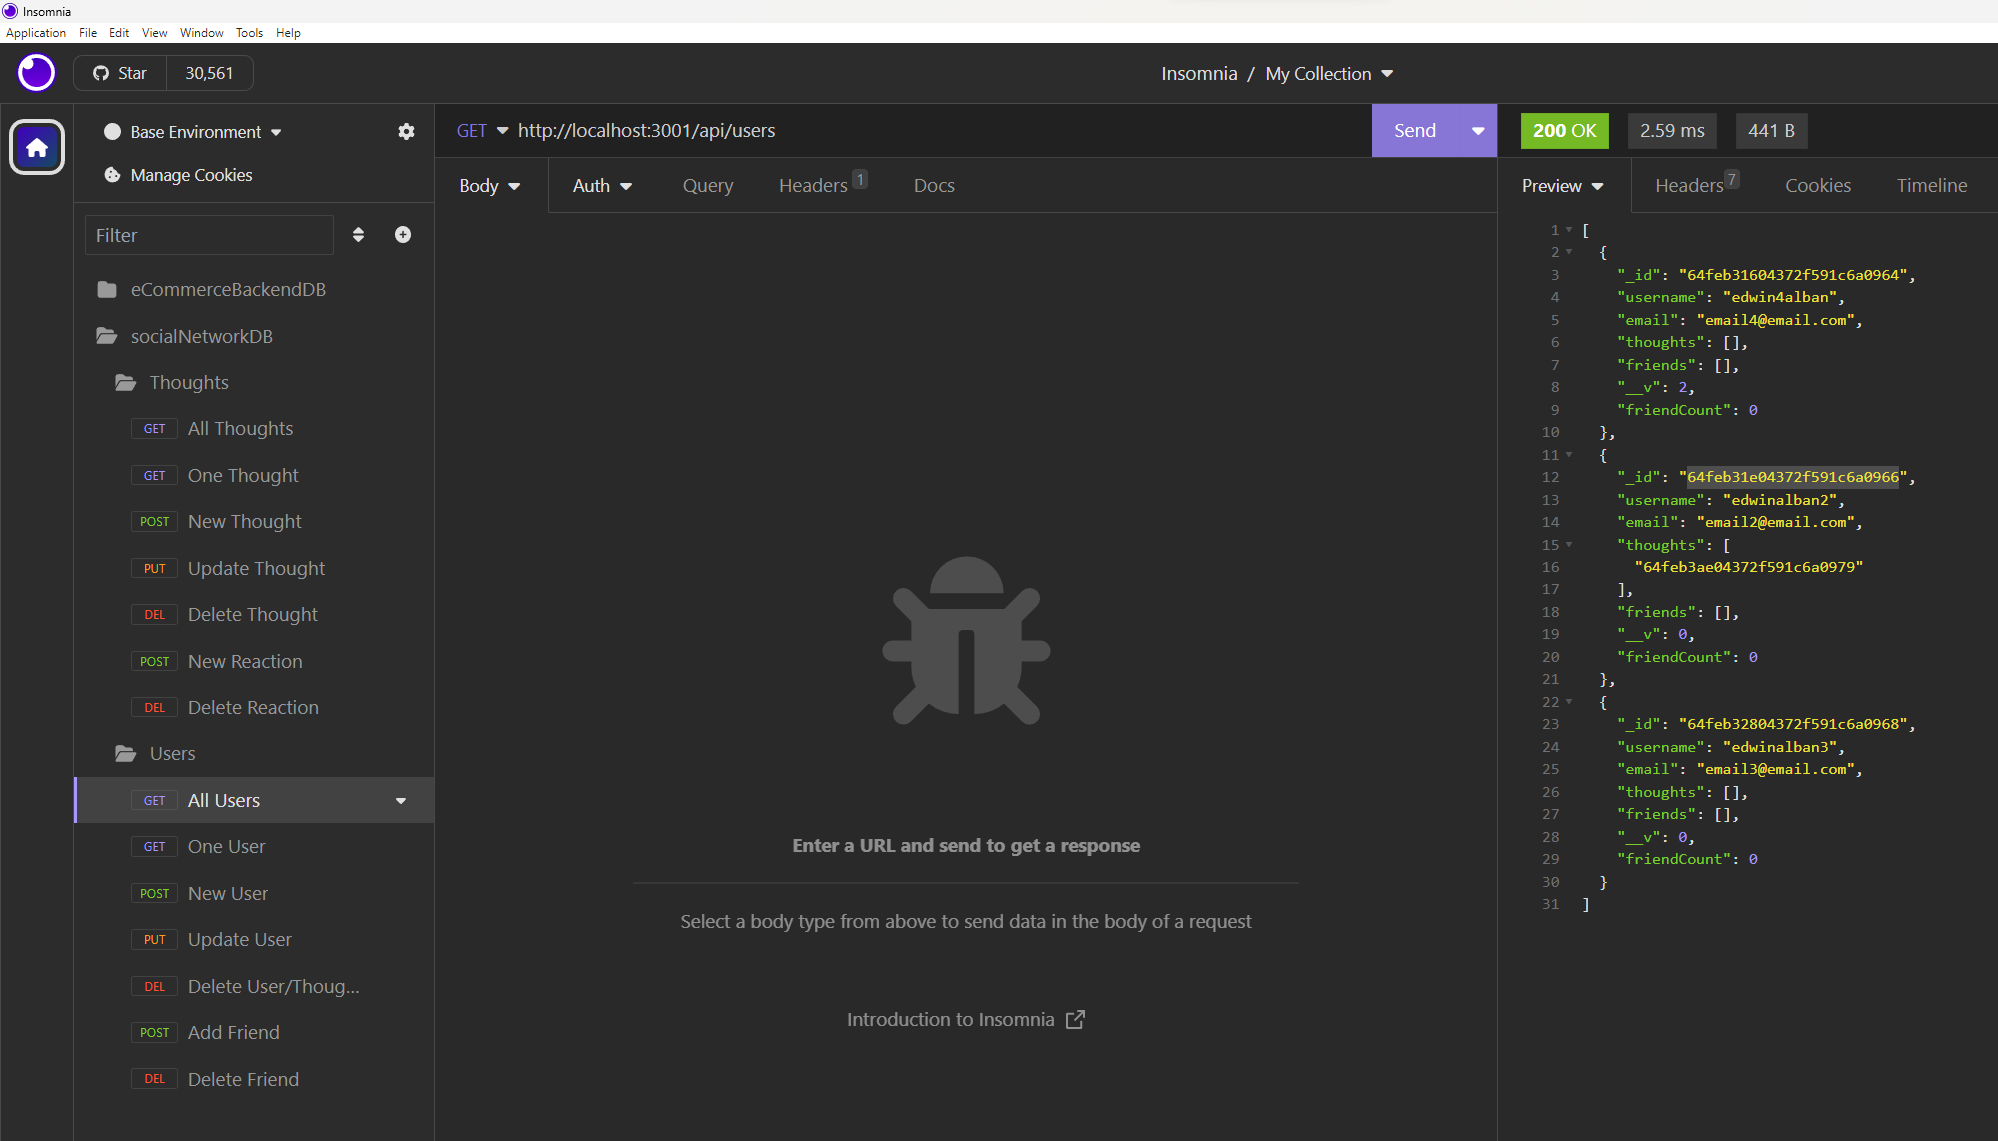 Insomnia
Application File Edit View Window Tools Help
Star 30,561
Insomnia / My Collection
Base Environment
Manage Cookies
Filter
eCommerceBackendDB
socialNetworkDB
Thoughts
GET All Thoughts
GET One Thought
POST New Thought
PUT Update Thought
DEL Delete Thought
POST New Reaction
DEL Delete Reaction
Users
GET All Users
GET One User
POST New User
PUT Update User
DEL Delete User/Thoug...
POST Add Friend
DEL Delete Friend
GET http://localhost:3001/api/users
Send
Body Auth Query Headers 1 Docs
Enter a URL and send to get a response
Select a body type from above to send data in the body of a request
Introduction to Insomnia
200 OK 2.59 ms 441 B
Preview Headers 7 Cookies Timeline
1 [
2 {
3 "_id": "64feb31604372f591c6a0964",
4 "username": "edwin4alban",
5 "email": "email4@email.com",
6 "thoughts": [],
7 "friends": [],
8 "__v": 2,
9 "friendCount": 0
10 },
11 {
12 "_id": "64feb31e04372f591c6a0966",
13 "username": "edwinalban2",
14 "email": "email2@email.com",
15 "thoughts": [
16 "64feb3ae04372f591c6a0979"
17 ],
18 "friends": [],
19 "__v": 0,
20 "friendCount": 0
21 },
22 {
23 "_id": "64feb32804372f591c6a0968",
24 "username": "edwinalban3",
25 "email": "email3@email.com",
26 "thoughts": [],
27 "friends": [],
28 "__v": 0,
29 "friendCount": 0
30 }
31 ]